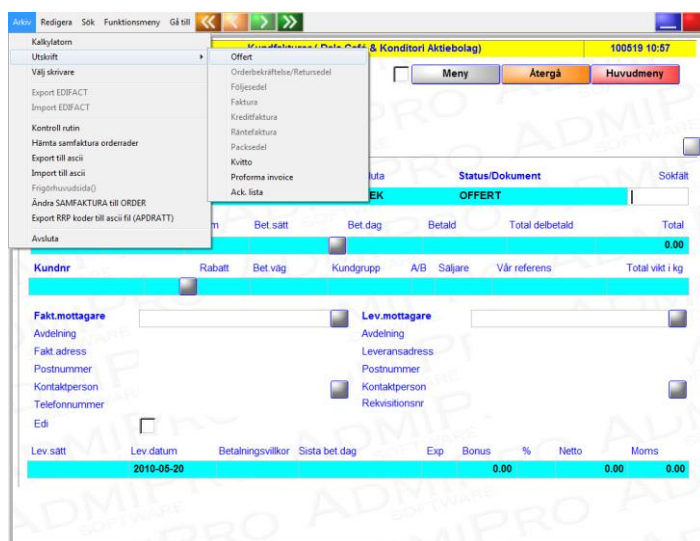 Arkiv Redigera Sök Funktionsmeny Gå till
Kalkylatorn
Utskrift
Välj skrivare
Export EDIFACT
Import EDIFACT
Kontroll rutin
Hämta samfaktura orderrader
Export till ascii
Import till ascii
Frigörhuvudsida()
Ändra SAMFAKTURA till ORDER
Export RRP koder till ascii fil (APDRATT)
Avsluta
Offert
Orderbekräftelse/Retursedel
Följesedel
Faktura
Kreditfaktura
Räntefaktura
Packsedel
Kvitto
Proforma invoice
Ack. lista
Café & Konditori Aktiebolag) 100519 10:57
Meny Återgå Huvudmeny
Status/Dokument Sökfält
OFFERT
Bet.sätt Bet.dag Betald Total delbetald Total
0.00
Kundnr Rabatt Bet.väg Kundgrupp A/B Säljare Vår referens Total vikt i kg
Fakt.mottagare Lev.mottagare
Avdelning Avdelning
Fakt.adress Leveransadress
Postnummer Postnummer
Kontaktperson Kontaktperson
Telefonnummer Rekvisitionsnr
Edi
Lev.sätt Lev.datum Betalningsvillkor Sista bet.dag Exp Bonus % Netto Moms
2010-05-20 0.00 0.00 0.00
ADMIPRO
SOFTWARE